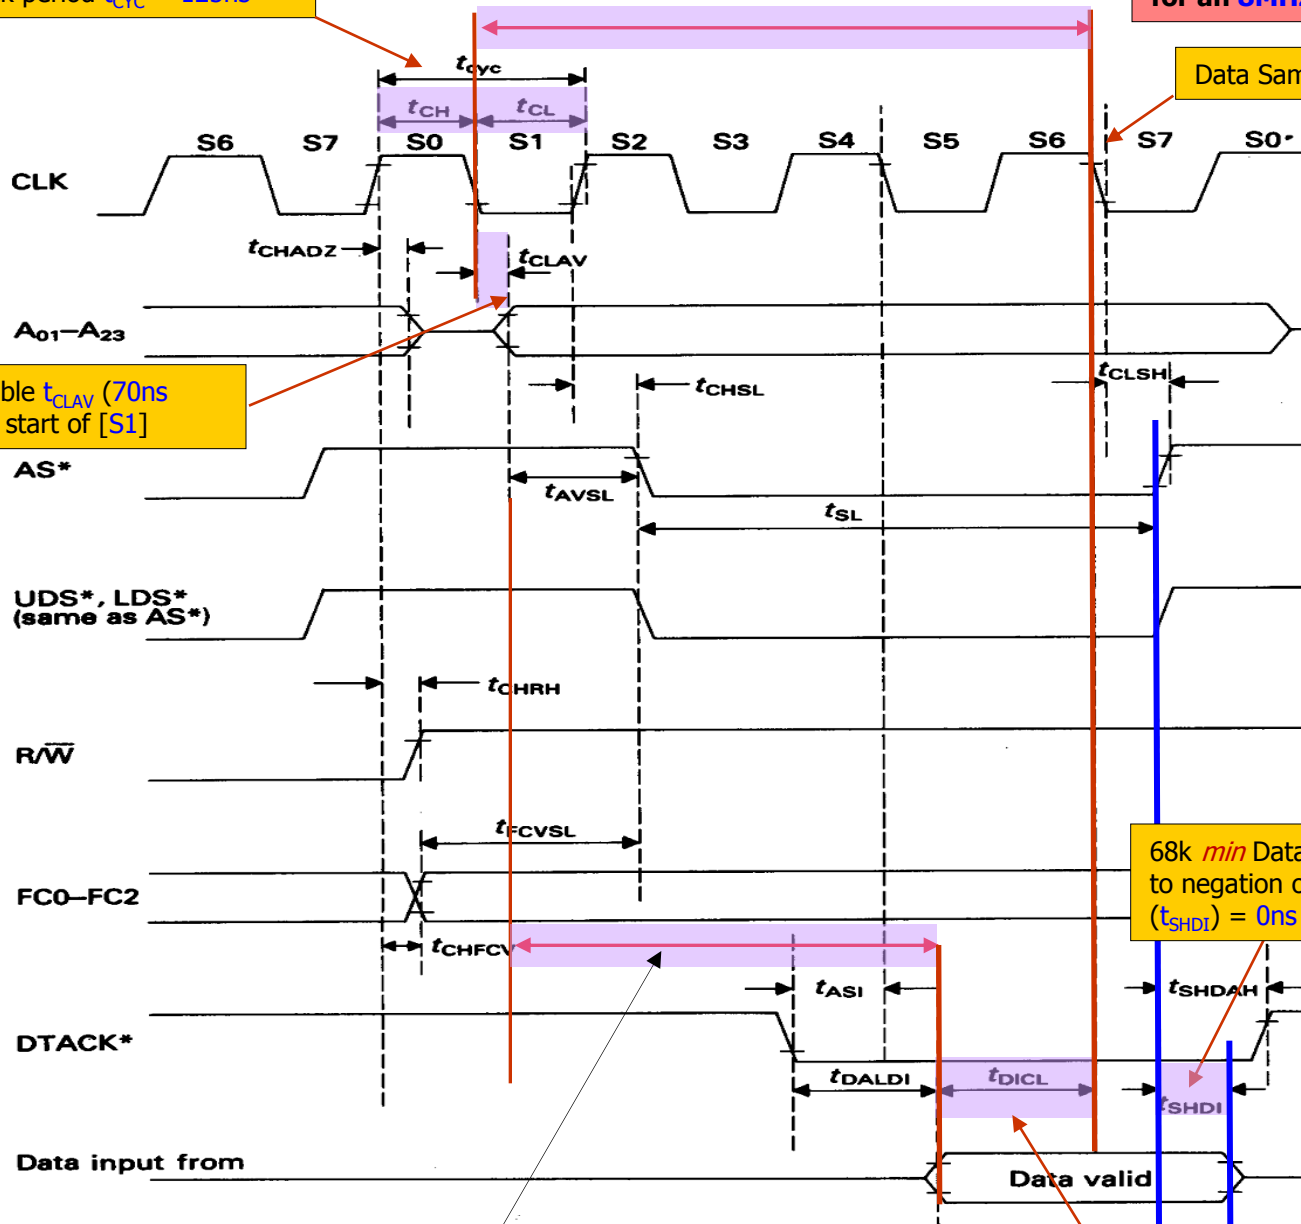 k period tCYC = 125ns
for an 8MHz
tcyc
Data Sam
tCH
tCL
S6 S7 S0 S1 S2 S3 S4 S5 S6 S7 S0
CLK
tCHADZ
tCLAV
A01–A23
tCLSH
tCHSL
ble tCLAV (70ns
start of [S1]
AS*
tAVSL
tSL
UDS*, LDS*
(same as AS*)
tCHRH
R/W̅
tFCVSL
68k min Data
to negation o
(tSHDI) = 0ns
FC0–FC2
tCHFCV
tASI
tSHDAH
DTACK*
tDALDI
tDICL
tSHDI
Data input from
Data valid